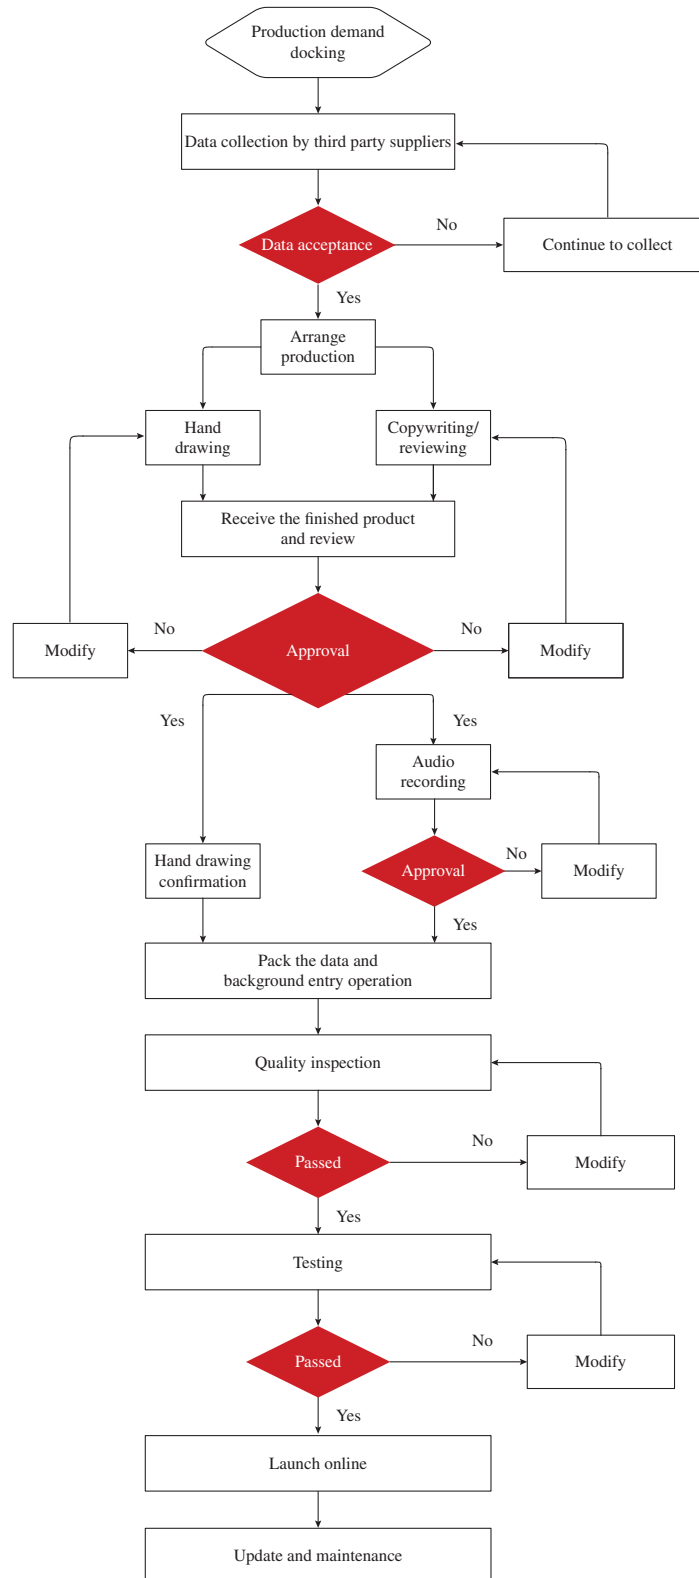 Production demand
docking
Data collection by third party suppliers
Data acceptance
No
Continue to collect
Yes
Arrange
production
Hand
drawing
Copywriting/
reviewing
Receive the finished product
and review
Modify
No
Approval
No
Modify
Yes
Yes
Audio
recording
Hand drawing
confirmation
Approval
No
Modify
Yes
Pack the data and
background entry operation
Quality inspection
Passed
No
Modify
Yes
Testing
Passed
No
Modify
Yes
Launch online
Update and maintenance